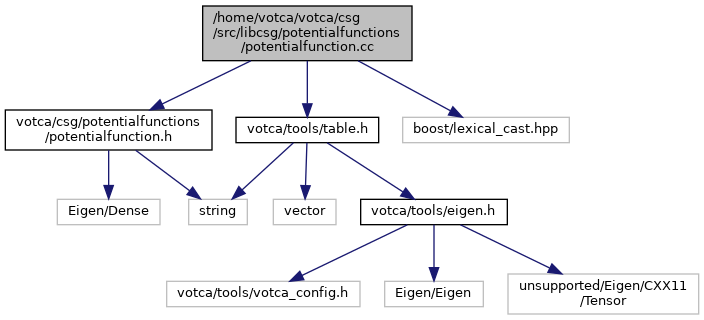 /home/votca/votca/csg
/src/libcsg/potentialfunctions
/potentialfunction.cc
votca/csg/potentialfunctions
/potentialfunction.h
votca/tools/table.h
boost/lexical_cast.hpp
Eigen/Dense
string
vector
votca/tools/eigen.h
votca/tools/votca_config.h
Eigen/Eigen
unsupported/Eigen/CXX11
/Tensor